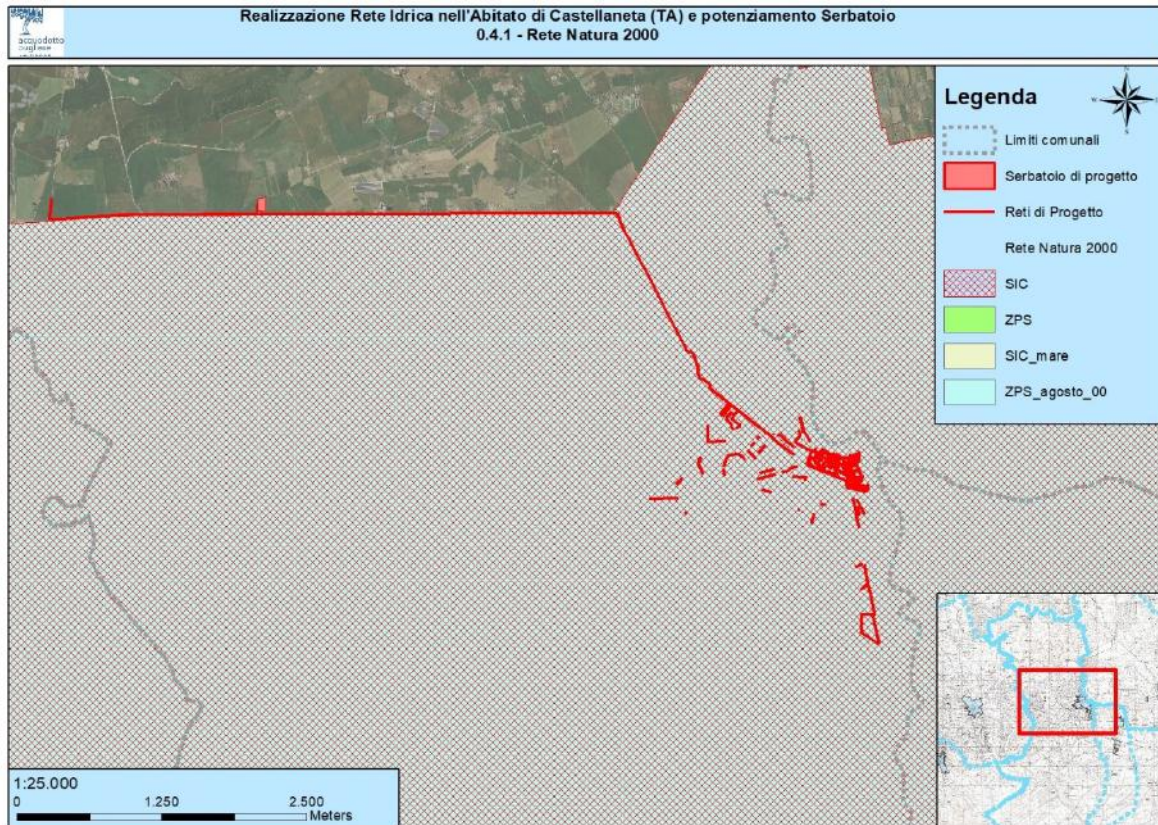 Realizzazione Rete Idrica nell'Abitato di Castellaneta (TA) e potenziamento Serbatoio
0.4.1 - Rete Natura 2000
acquedotto
pugliese
Legenda
N
W
E
S
Limiti comunali
Serbatoio di progetto
Reti di Progetto
Rete Natura 2000
SIC
ZPS
SIC_mare
ZPS_agosto_00
1:25.000
0 1.250 2.500
Meters